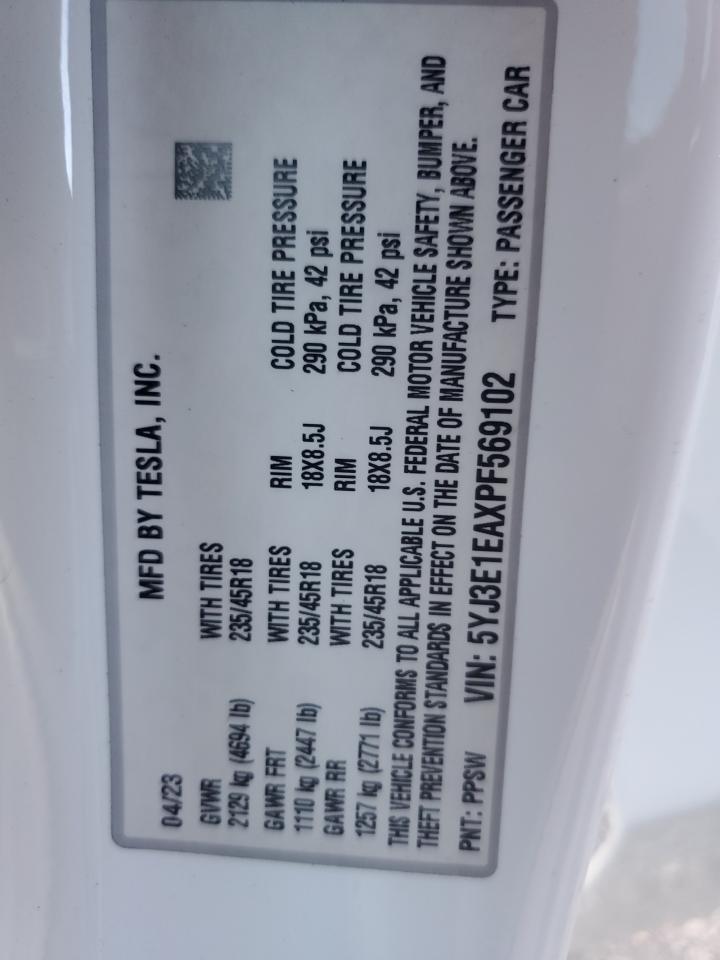 MFD BY TESLA, INC.
04/23
GVWR WITH TIRES
2129 kg (4694 lb) 235/45R18
GAWR FRT WITH TIRES RIM COLD TIRE PRESSURE
1110 kg (2447 lb) 235/45R18 18X8.5J 290 kPa, 42 psi
GAWR RR WITH TIRES RIM COLD TIRE PRESSURE
1257 kg (2771 lb) 235/45R18 18X8.5J 290 kPa, 42 psi
THIS VEHICLE CONFORMS TO ALL APPLICABLE U.S. FEDERAL MOTOR VEHICLE SAFETY, BUMPER, AND
THEFT PREVENTION STANDARDS IN EFFECT ON THE DATE OF MANUFACTURE SHOWN ABOVE.
PNT: PPSW VIN: 5YJ3E1EAXPF569102 TYPE: PASSENGER CAR